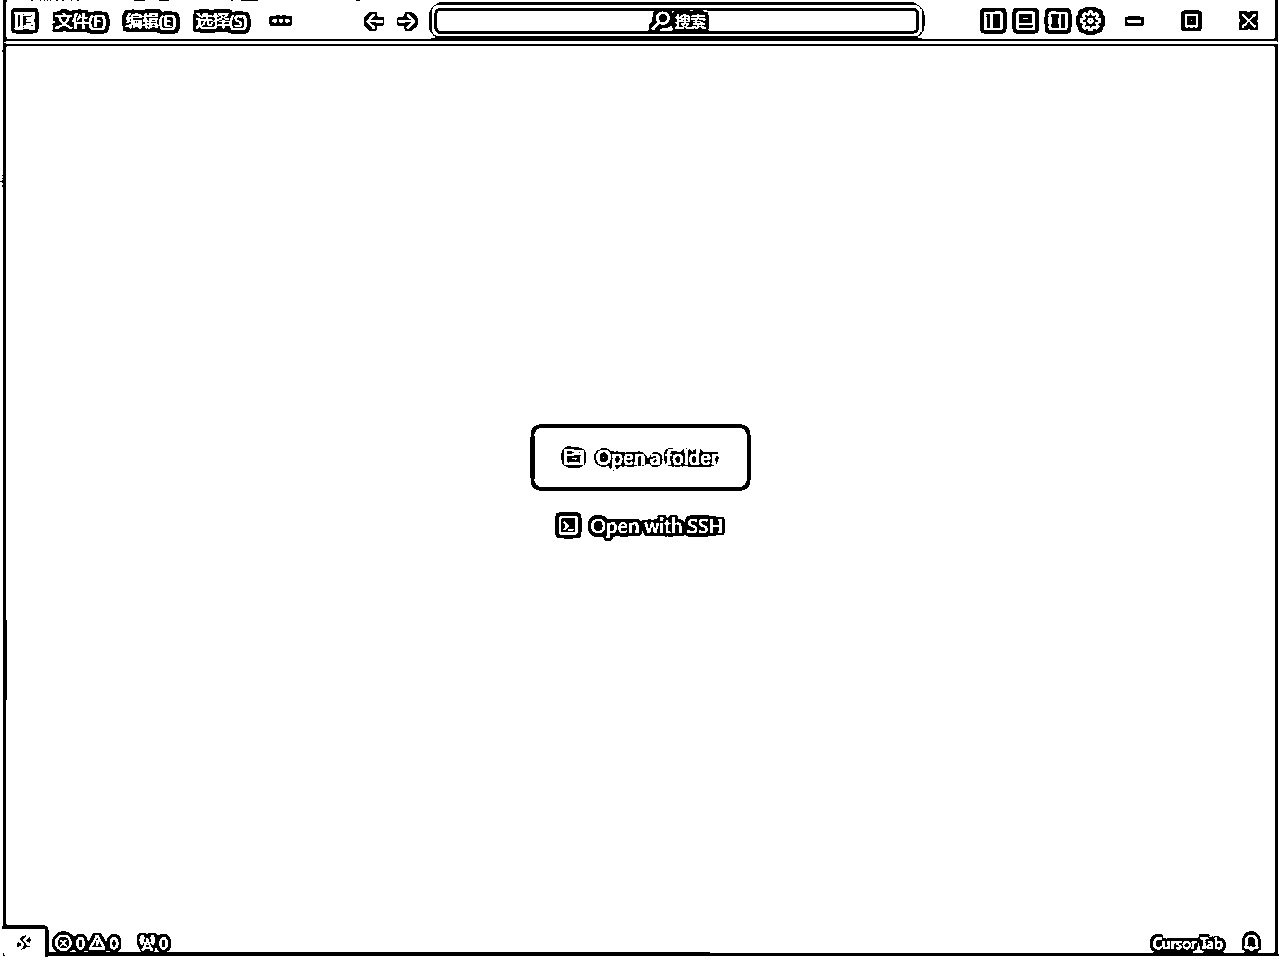 文件(F) 编辑(E) 选择(S) ··· 搜索
Open a folder
Open with SSH
0 0 0 Cursor Tab